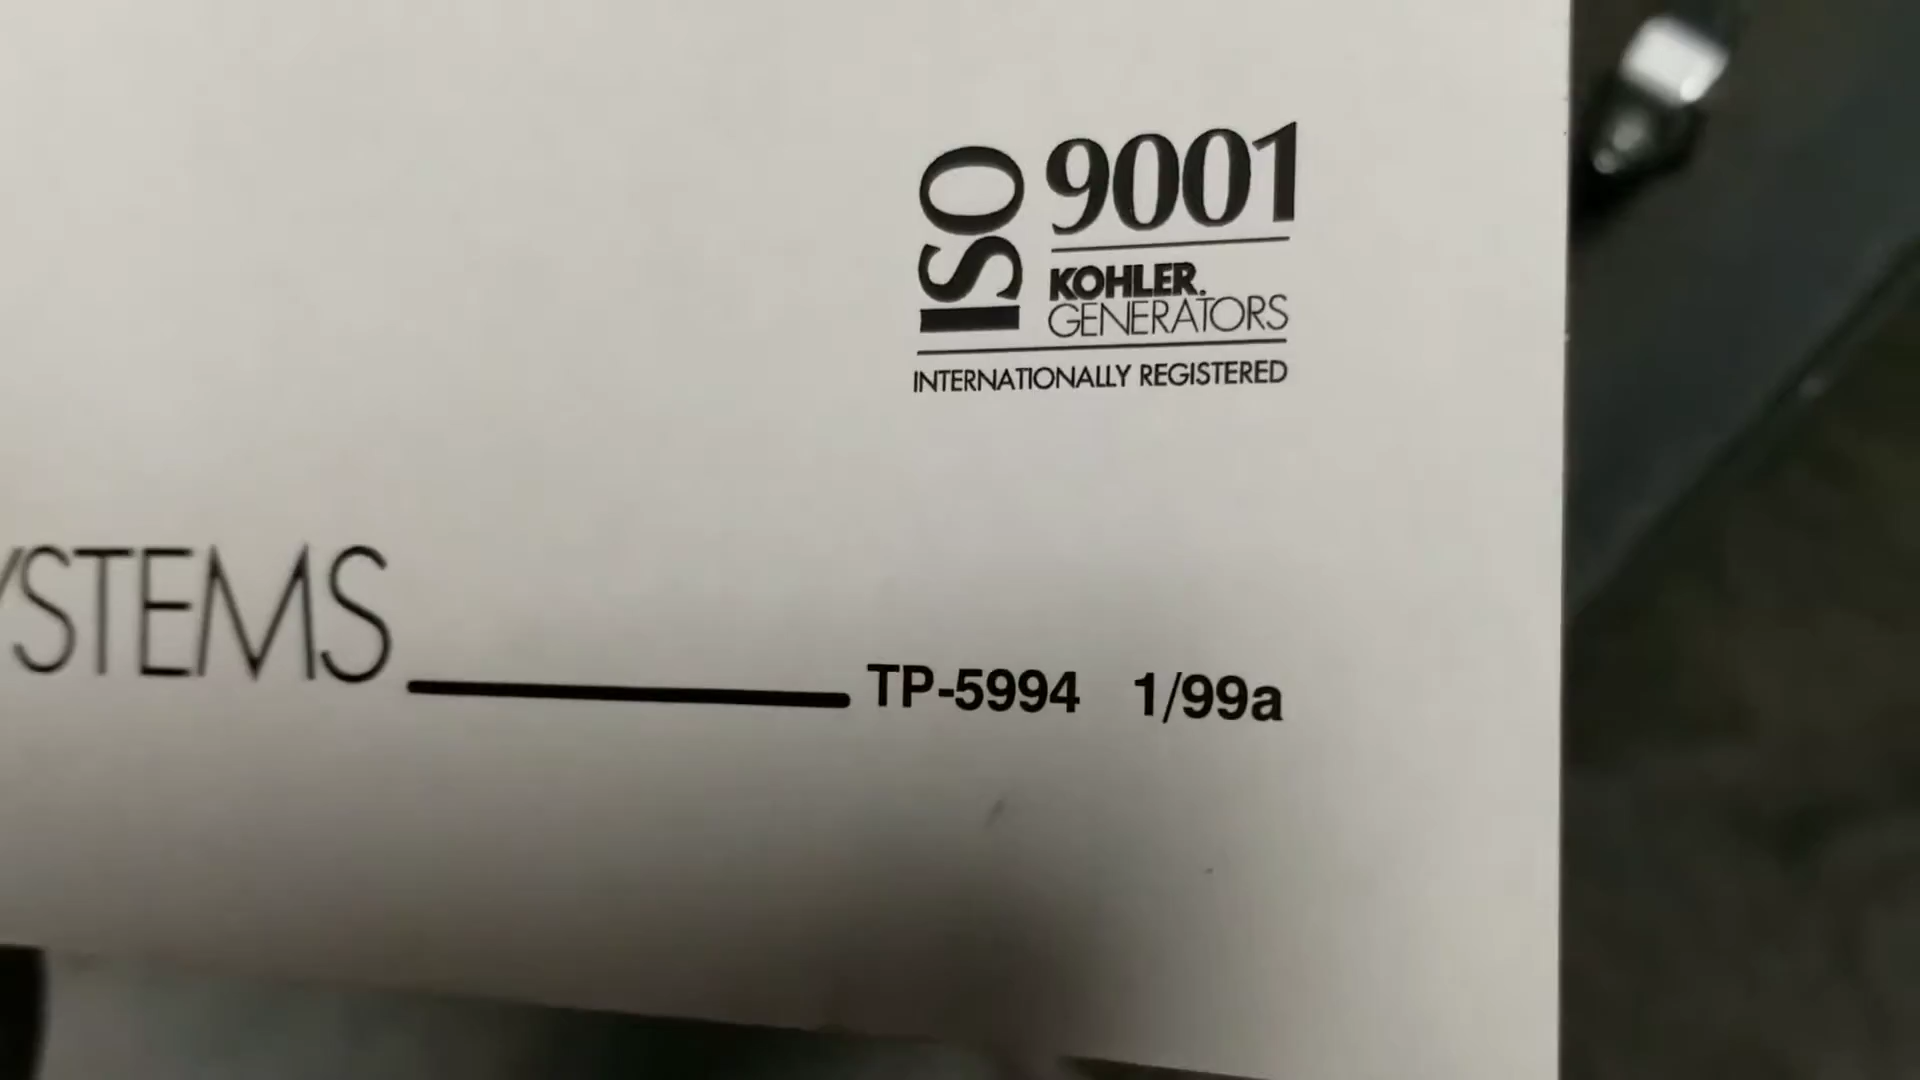 ISO 9001
KOHLER.
GENERATORS
INTERNATIONALLY REGISTERED
YSTEMS
TP-5994 1/99a